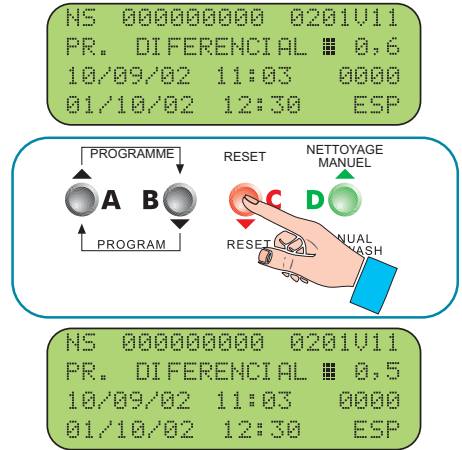 NS 000000000 0201V11
PR. DIFERENCIAL 0,6
10/09/02 11:03 0000
01/10/02 12:30 ESP
PROGRAMME RESET NETTOYAGE
MANUEL
A B C D
PROGRAM RESET NUAL
ASH
NS 000000000 0201V11
PR. DIFERENCIAL 0,5
10/09/02 11:03 0000
01/10/02 12:30 ESP